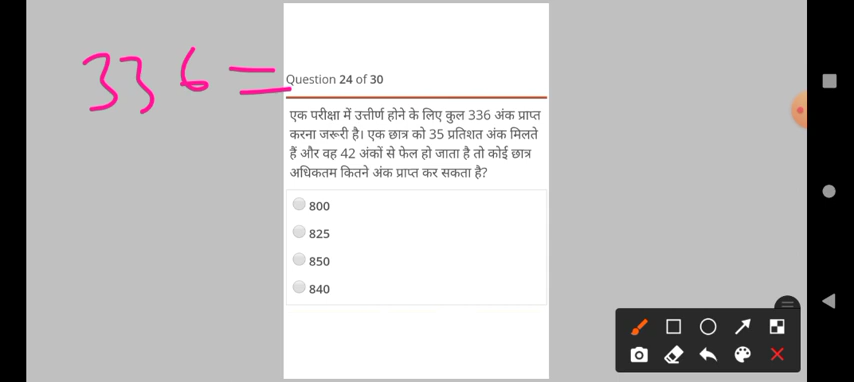 336=
Question 24 of 30
एक परीक्षा में उत्तीर्ण होने के लिए कुल 336 अंक प्राप्त
करना जरूरी है। एक छात्र को 35 प्रतिशत अंक मिलते
हैं और वह 42 अंकों से फेल हो जाता है तो कोई छात्र
अधिकतम कितने अंक प्राप्त कर सकता है?
800
825
850
840